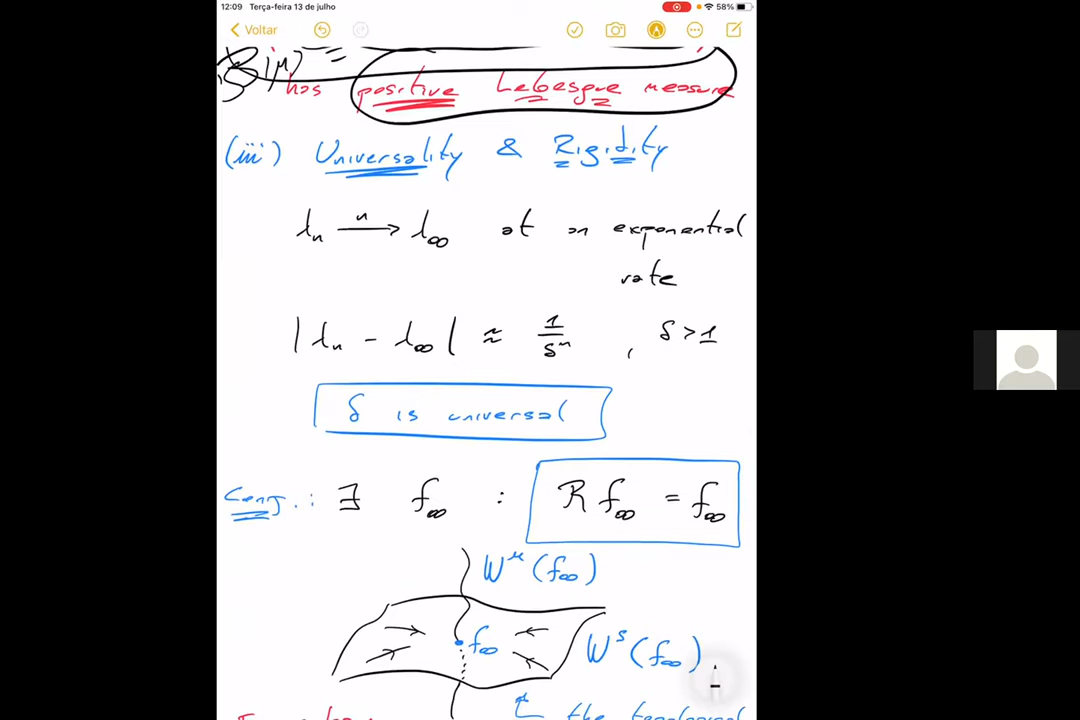 12:09 Terça-feira 13 de julho 58%
Voltar
B(μ) =
has positive Lebesgue measure
(iii) Universality & Rigidity
λₙ →ⁿ λ∞ at an exponential
rate
|λₙ - λ∞| ≈ 1/δⁿ , δ > 1
δ is universal
Conj.: ∃ f∞ : R f∞ = f∞
Wᵘ(f∞)
f∞
Wˢ(f∞)
the topological